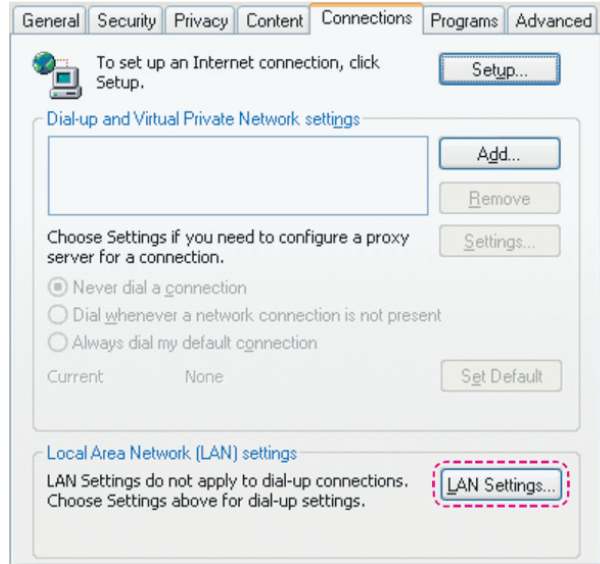 General Security Privacy Content Connections Programs Advanced
To set up an Internet connection, click
Setup.
Setup...
Dial-up and Virtual Private Network settings
Add...
Remove
Choose Settings if you need to configure a proxy
server for a connection.
Settings...
Never dial a connection
Dial whenever a network connection is not present
Always dial my default connection
Current None
Set Default
Local Area Network (LAN) settings
LAN Settings do not apply to dial-up connections.
Choose Settings above for dial-up settings.
LAN Settings...